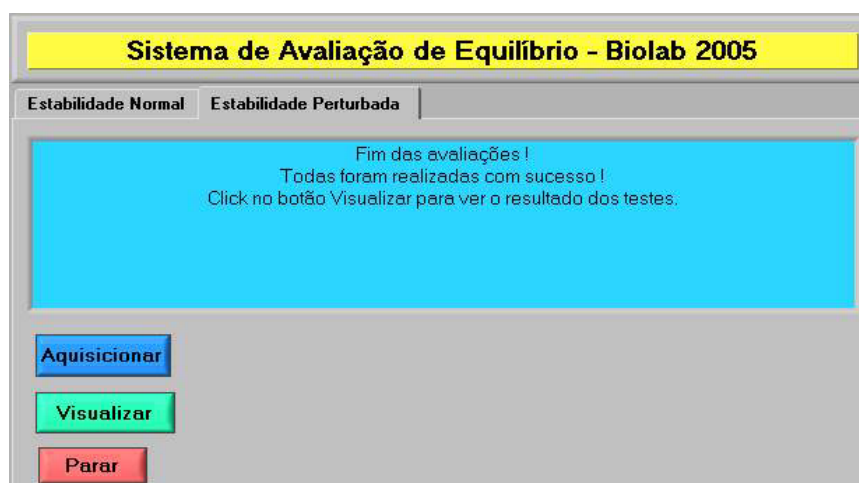 Sistema de Avaliação de Equilíbrio - Biolab 2005
Estabilidade Normal Estabilidade Perturbada
Fim das avaliações !
Todas foram realizadas com sucesso !
Click no botão Visualizar para ver o resultado dos testes.
Aquisicionar
Visualizar
Parar